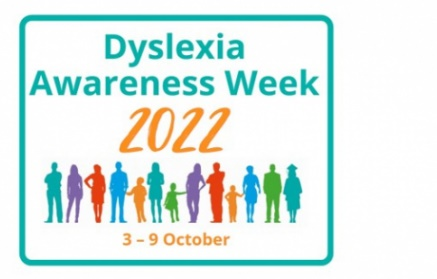 Dyslexia
Awareness Week
2022
3 – 9 October